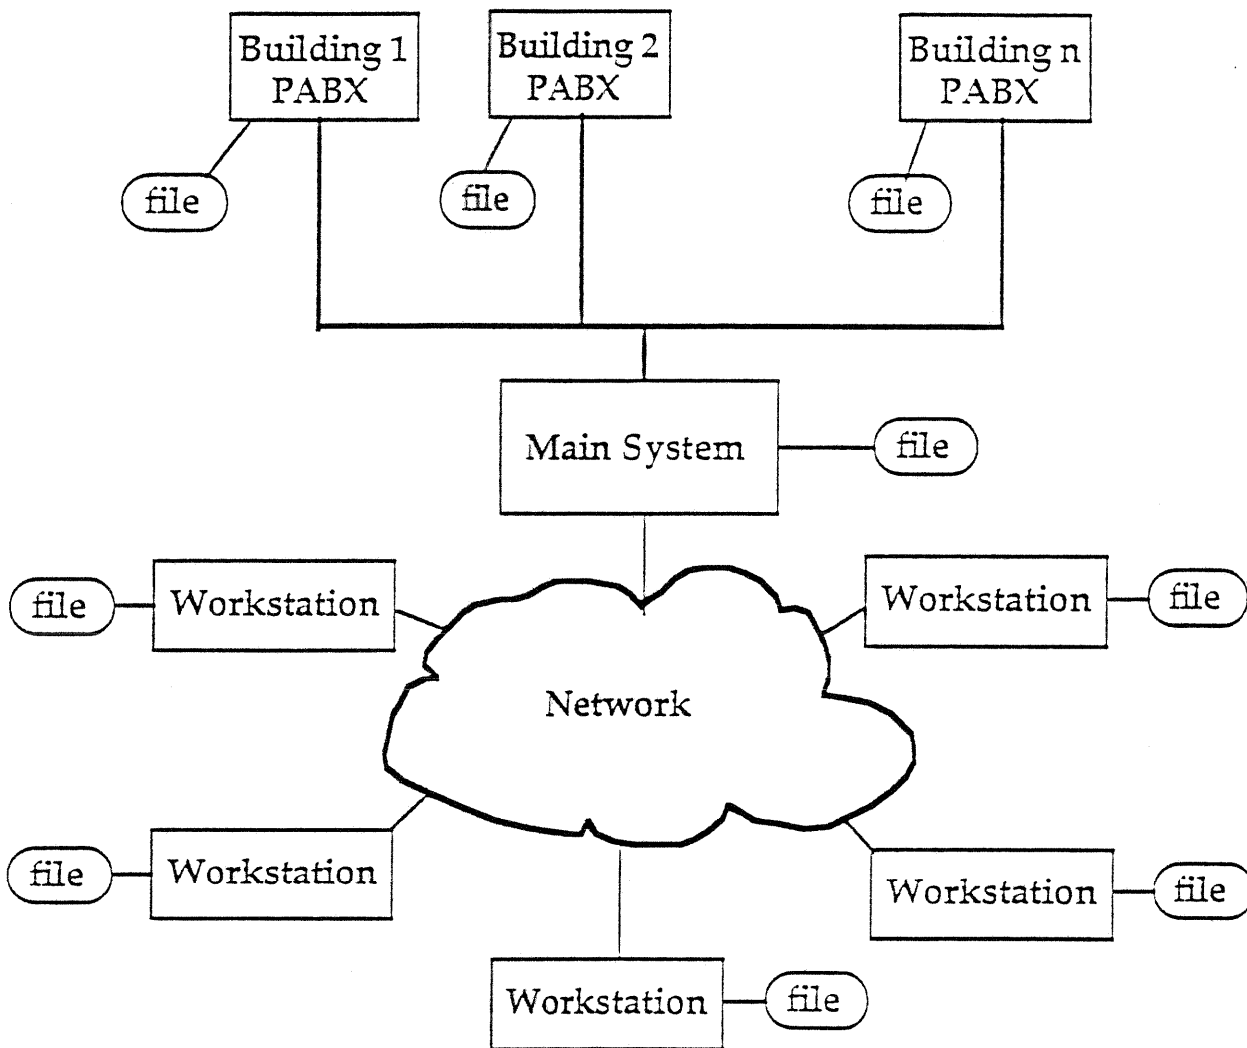 Building 1
PABX
Building 2
PABX
Building n
PABX
file
file
file
Main System
file
file
Workstation
Workstation
file
Network
file
Workstation
Workstation
file
Workstation
file